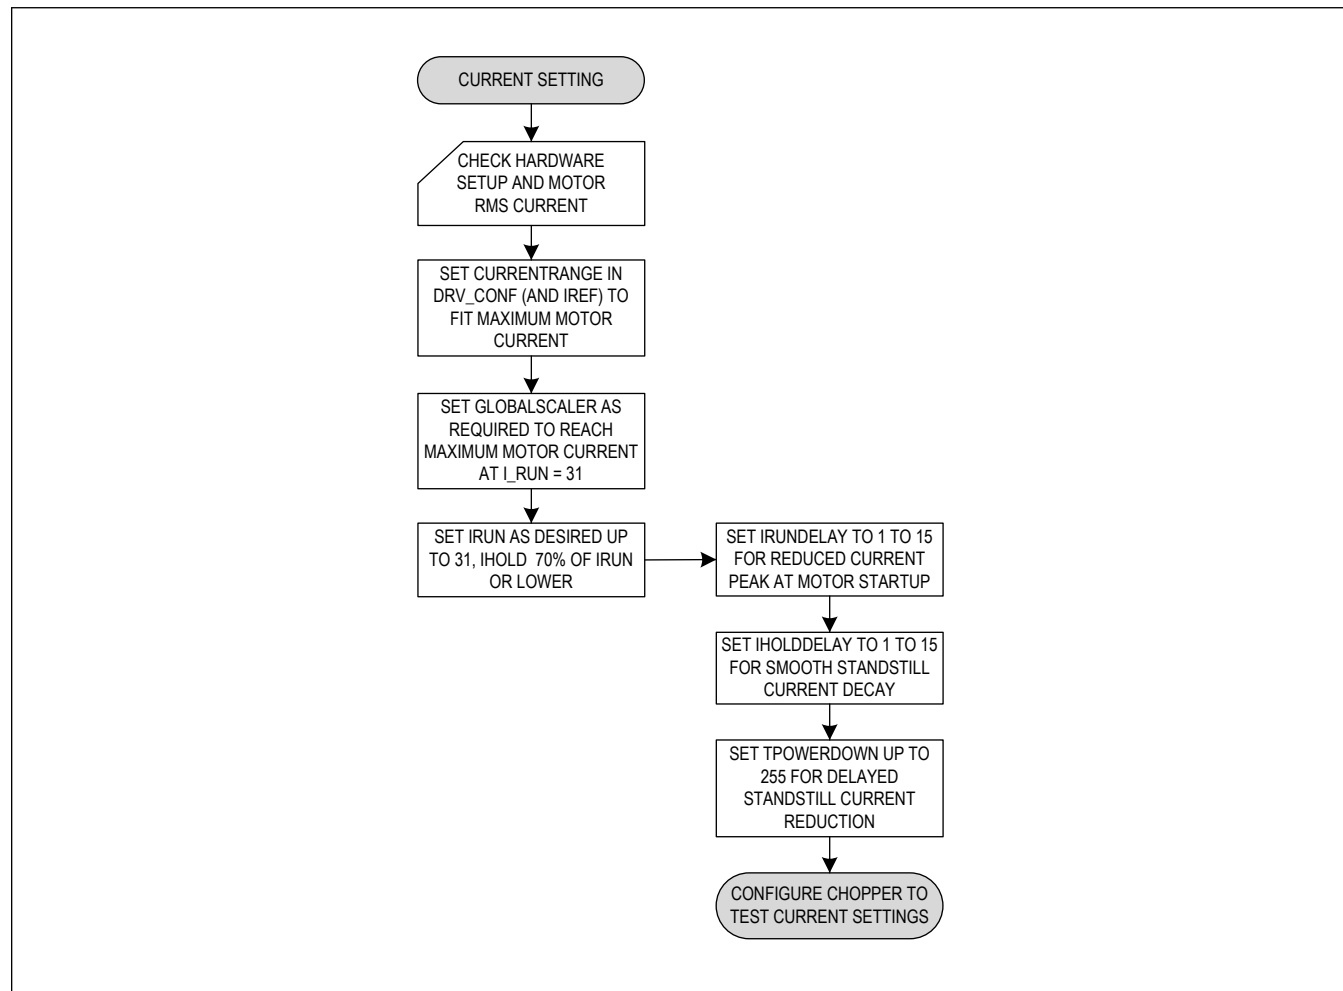 CURRENT SETTING
CHECK HARDWARE
SETUP AND MOTOR
RMS CURRENT
SET CURRENTRANGE IN
DRV_CONF (AND IREF) TO
FIT MAXIMUM MOTOR
CURRENT
SET GLOBALSCALER AS
REQUIRED TO REACH
MAXIMUM MOTOR CURRENT
AT I_RUN = 31
SET IRUN AS DESIRED UP
TO 31, IHOLD  70% OF IRUN
OR LOWER
SET IRUNDELAY TO 1 TO 15
FOR REDUCED CURRENT
PEAK AT MOTOR STARTUP
SET IHOLDDELAY TO 1 TO 15
FOR SMOOTH STANDSTILL
CURRENT DECAY
SET TPOWERDOWN UP TO
255 FOR DELAYED
STANDSTILL CURRENT
REDUCTION
CONFIGURE CHOPPER TO
TEST CURRENT SETTINGS